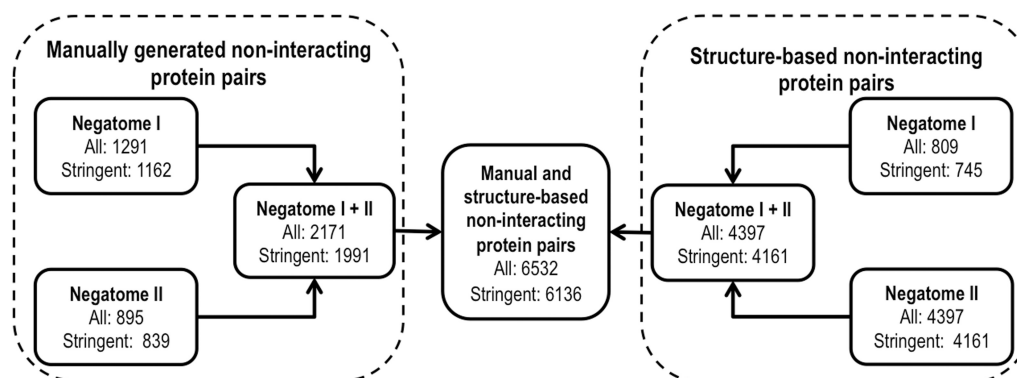 Manually generated non-interacting
protein pairs
Negatome I
All: 1291
Stringent: 1162
Negatome II
All: 895
Stringent: 839
Negatome I + II
All: 2171
Stringent: 1991
Manual and
structure-based
non-interacting
protein pairs
All: 6532
Stringent: 6136
Structure-based non-interacting
protein pairs
Negatome I
All: 809
Stringent: 745
Negatome I + II
All: 4397
Stringent: 4161
Negatome II
All: 4397
Stringent: 4161